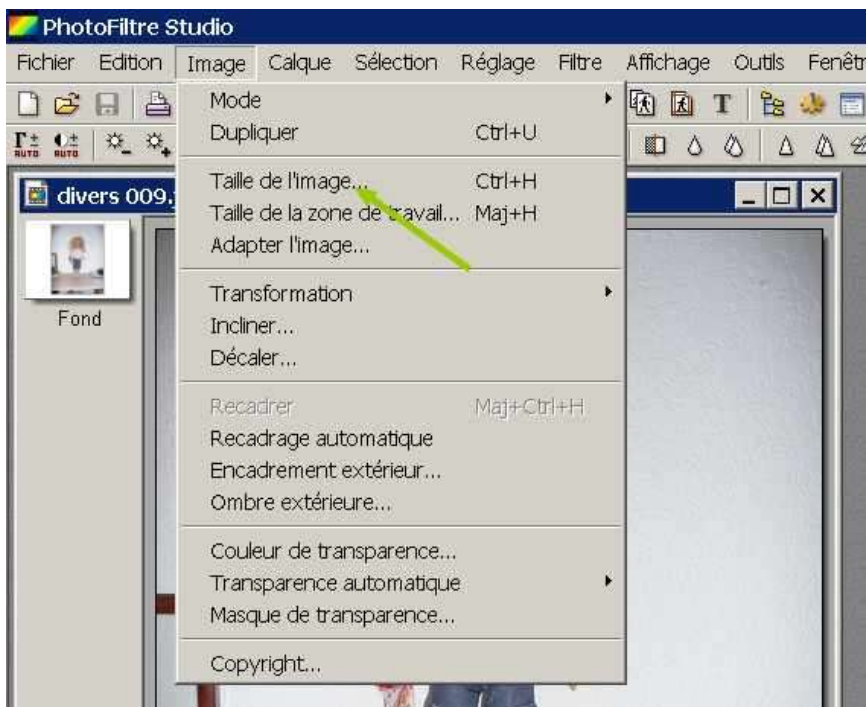 PhotoFiltre Studio
Fichier Edition Image Calque Sélection Réglage Filtre Affichage Outils Fenêtr
Mode
Dupliquer Ctrl+U
T
AUTO AUTO
Taille de l'image... Ctrl+H
divers 009.
Taille de la zone de travail... Maj+H
Adapter l'image...
Transformation
Fond
Incliner...
Décaler...
Recadrer Maj+Ctrl+H
Recadrage automatique
Encadrement extérieur...
Ombre extérieure...
Couleur de transparence...
Transparence automatique
Masque de transparence...
Copyright...